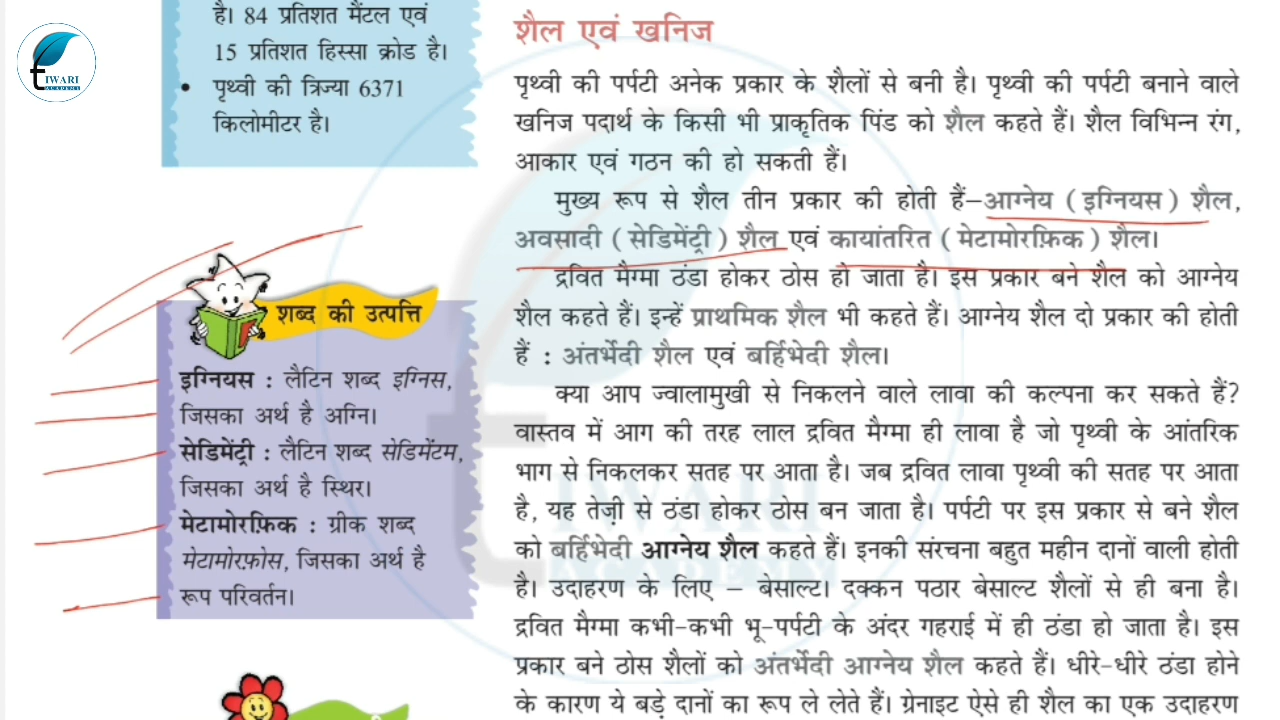 TIWARI
ACADEMY
है। 84 प्रतिशत मैंटल एवं
15 प्रतिशत हिस्सा क्रोड है।
• पृथ्वी की त्रिज्या 6371
किलोमीटर है।
शब्द की उत्पत्ति
इग्नियस : लैटिन शब्द इग्निस,
जिसका अर्थ है अग्नि।
सेडिमेंट्री : लैटिन शब्द सेडिमेंटम,
जिसका अर्थ है स्थिर।
मेटामोरफ़िक : ग्रीक शब्द
मेटामोरफ़ोस, जिसका अर्थ है
रूप परिवर्तन।
शैल एवं खनिज
पृथ्वी की पर्पटी अनेक प्रकार के शैलों से बनी है। पृथ्वी की पर्पटी बनाने वाले
खनिज पदार्थ के किसी भी प्राकृतिक पिंड को शैल कहते हैं। शैल विभिन्न रंग,
आकार एवं गठन की हो सकती हैं।
मुख्य रूप से शैल तीन प्रकार की होती हैं–आग्नेय (इग्नियस) शैल,
अवसादी (सेडिमेंट्री) शैल एवं कायांतरित (मेटामोरफ़िक) शैल।
द्रवित मैग्मा ठंडा होकर ठोस हो जाता है। इस प्रकार बने शैल को आग्नेय
शैल कहते हैं। इन्हें प्राथमिक शैल भी कहते हैं। आग्नेय शैल दो प्रकार की होती
हैं : अंतर्भेदी शैल एवं बर्हिभेदी शैल।
क्या आप ज्वालामुखी से निकलने वाले लावा की कल्पना कर सकते हैं?
वास्तव में आग की तरह लाल द्रवित मैग्मा ही लावा है जो पृथ्वी के आंतरिक
भाग से निकलकर सतह पर आता है। जब द्रवित लावा पृथ्वी की सतह पर आता
है, यह तेज़ी से ठंडा होकर ठोस बन जाता है। पर्पटी पर इस प्रकार से बने शैल
को बर्हिभेदी आग्नेय शैल कहते हैं। इनकी संरचना बहुत महीन दानों वाली होती
है। उदाहरण के लिए – बेसाल्ट। दक्कन पठार बेसाल्ट शैलों से ही बना है।
द्रवित मैग्मा कभी-कभी भू-पर्पटी के अंदर गहराई में ही ठंडा हो जाता है। इस
प्रकार बने ठोस शैलों को अंतर्भेदी आग्नेय शैल कहते हैं। धीरे-धीरे ठंडा होने
के कारण ये बड़े दानों का रूप ले लेते हैं। ग्रेनाइट ऐसे ही शैल का एक उदाहरण
TIWARI
ACADEMY